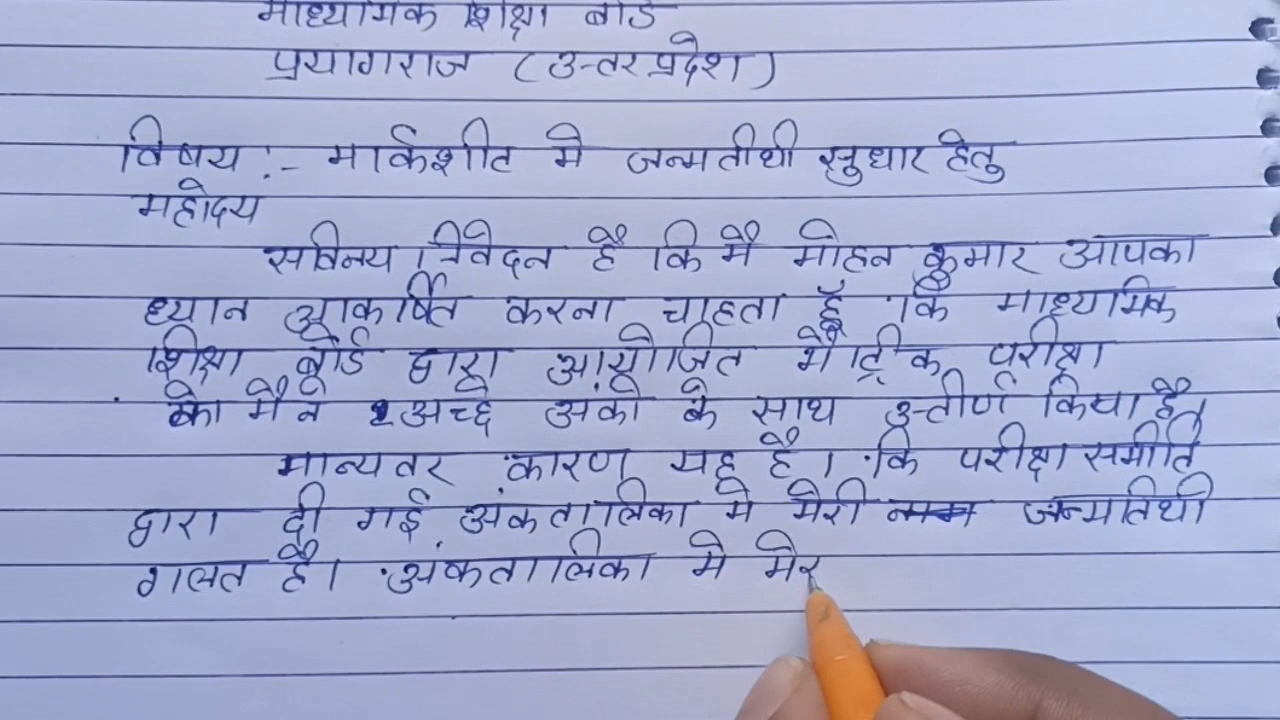 माध्यमिक शिक्षा बोर्ड
प्रयागराज (उत्तर प्रदेश)
विषय :- मार्कशीट मे जन्मतीथी सुधार हेतु
महोदय
सविनय निवेदन है कि मै मोहन कुमार आपका
ध्यान आकर्षित करना चाहता हूँ कि माध्यमिक
शिक्षा बोर्ड द्वारा आयोजित मैट्रिक परीक्षा
को मैने अच्छे अंको के साथ उत्तीर्ण किया है।
मान्यवर कारण यह है। कि परीक्षा समीति
द्वारा दी गई अंकतालिका मे मेरी जन्मतिथी
गलत है। अंकतालिका मे मेर